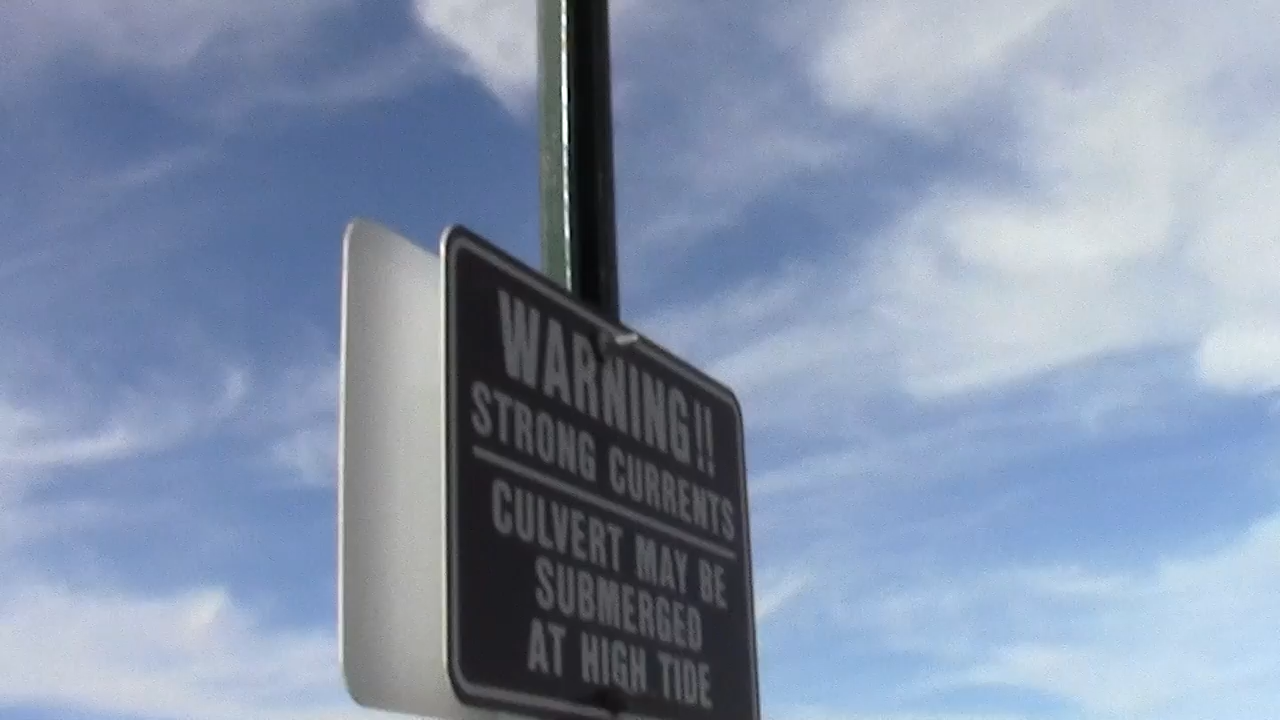 WARNING!!
STRONG CURRENTS
CULVERT MAY BE
SUBMERGED
AT HIGH TIDE